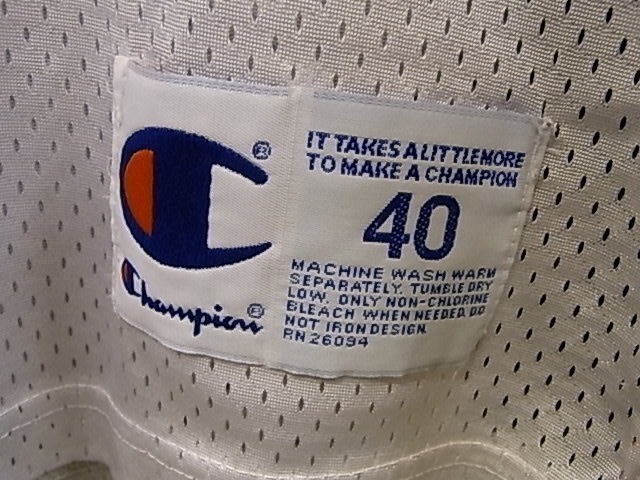 ®
Champion®
IT TAKES A LITTLE MORE
TO MAKE A CHAMPION
40
MACHINE WASH WARM
SEPARATELY. TUMBLE DRY
LOW. ONLY NON-CHLORINE
BLEACH WHEN NEEDED. DO
NOT IRON DESIGN.
RN 26094